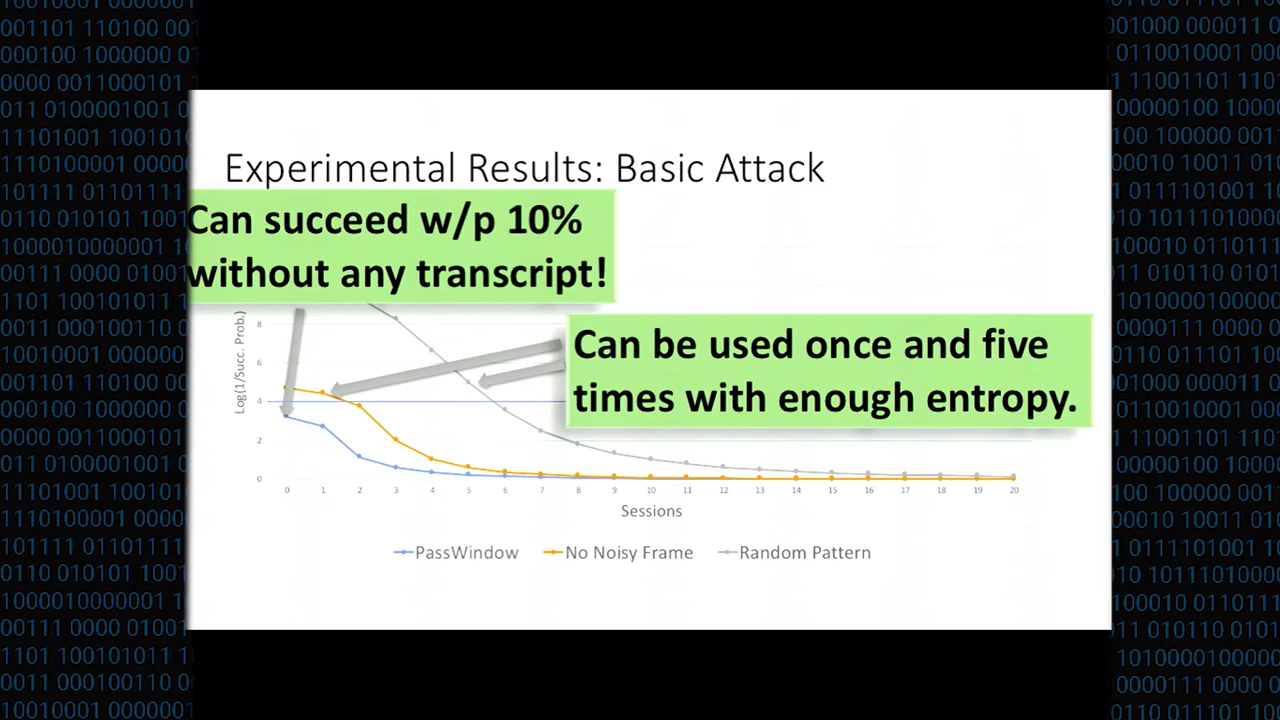 Experimental Results: Basic Attack
Can succeed w/p 10%
without any transcript!
Can be used once and five
times with enough entropy.
Log(1/Succ. Prob.)
8
6
4
2
0
0 1 2 3 4 5 6 7 8 9 10 11 12 13 14 15 16 17 18 19 20
Sessions
PassWindow No Noisy Frame Random Pattern